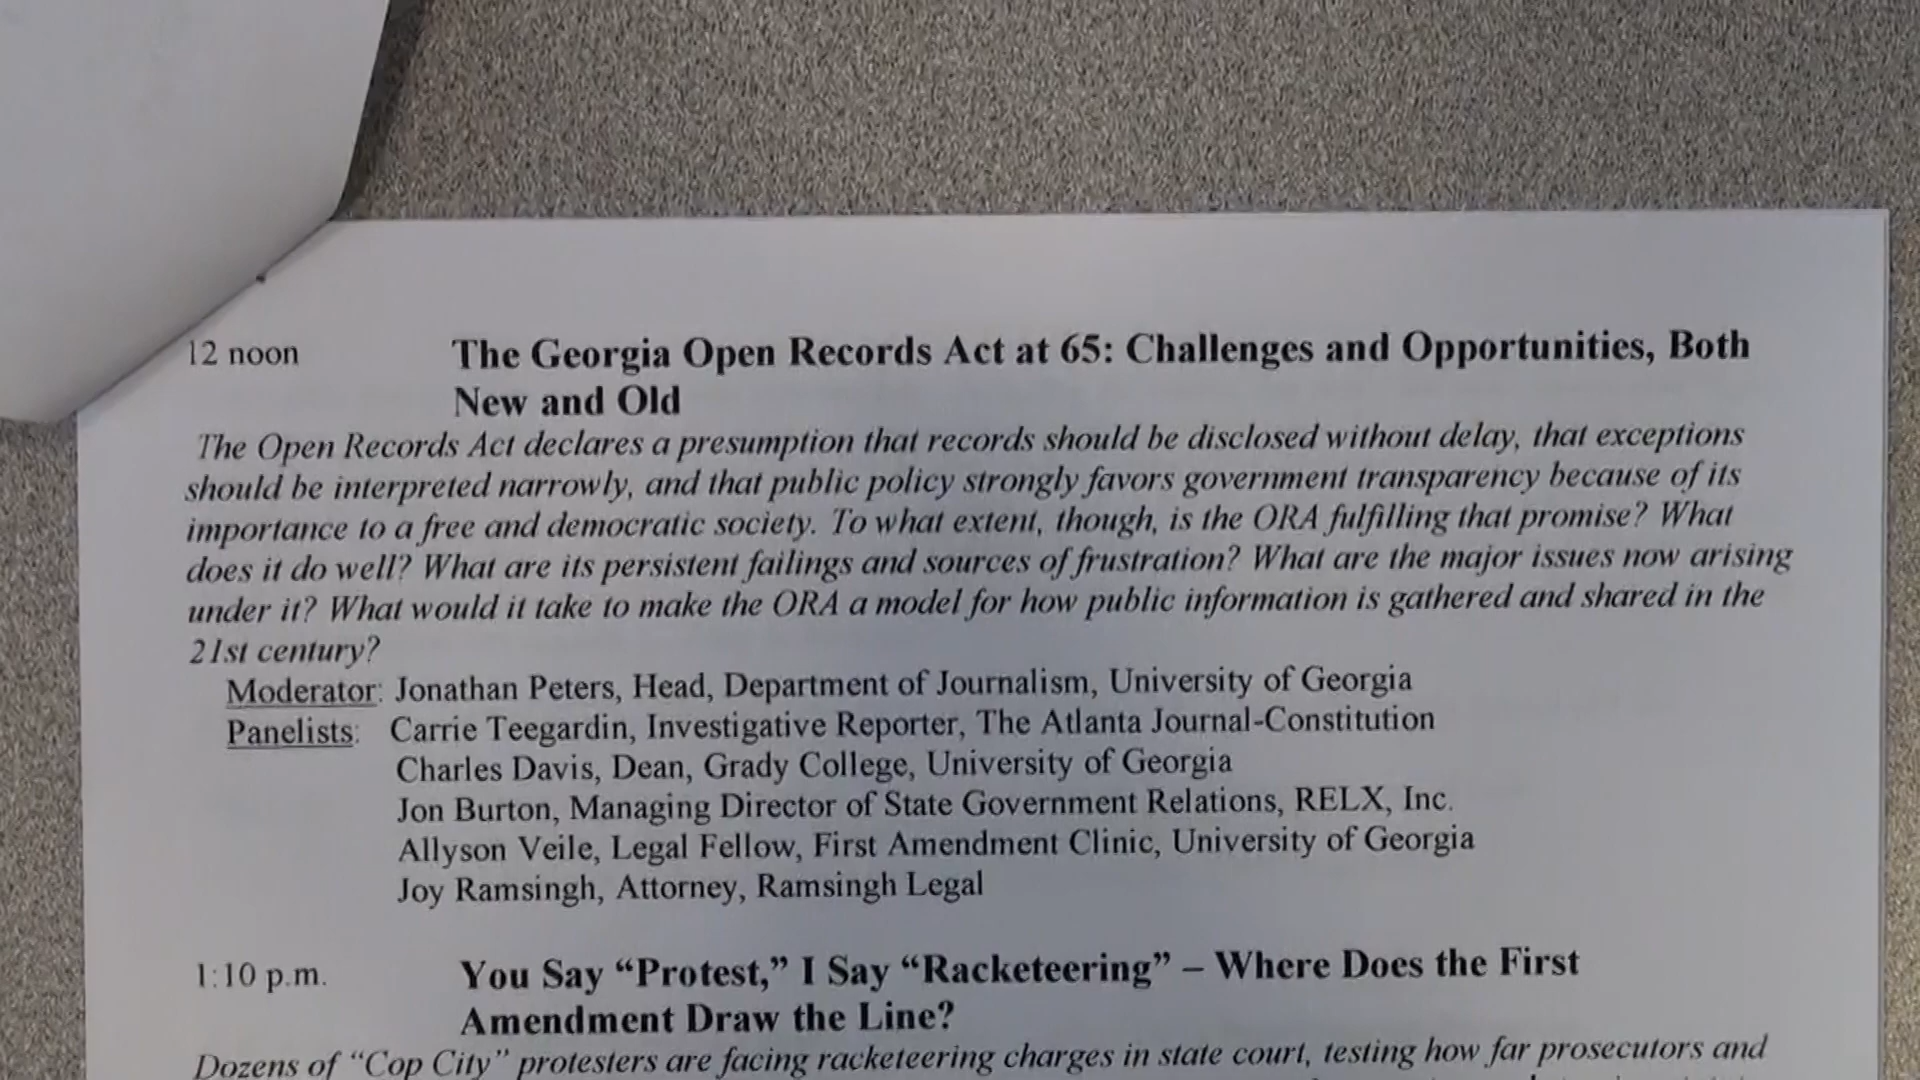 12 noon The Georgia Open Records Act at 65: Challenges and Opportunities, Both
New and Old
The Open Records Act declares a presumption that records should be disclosed without delay, that exceptions
should be interpreted narrowly, and that public policy strongly favors government transparency because of its
importance to a free and democratic society. To what extent, though, is the ORA fulfilling that promise? What
does it do well? What are its persistent failings and sources of frustration? What are the major issues now arising
under it? What would it take to make the ORA a model for how public information is gathered and shared in the
21st century?
Moderator: Jonathan Peters, Head, Department of Journalism, University of Georgia
Panelists: Carrie Teegardin, Investigative Reporter, The Atlanta Journal-Constitution
Charles Davis, Dean, Grady College, University of Georgia
Jon Burton, Managing Director of State Government Relations, RELX, Inc.
Allyson Veile, Legal Fellow, First Amendment Clinic, University of Georgia
Joy Ramsingh, Attorney, Ramsingh Legal
1:10 p.m. You Say “Protest,” I Say “Racketeering” – Where Does the First
Amendment Draw the Line?
Dozens of “Cop City” protesters are facing racketeering charges in state court, testing how far prosecutors and